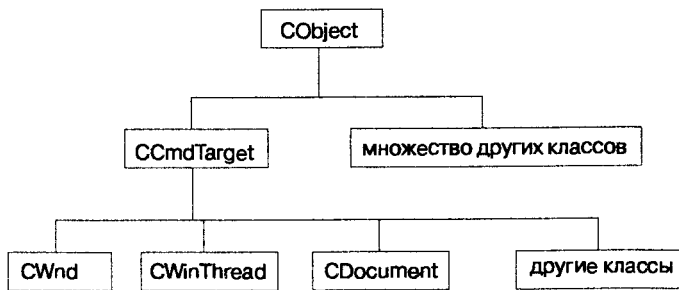 CObject
CCmdTarget
множество других классов
CWnd
CWinThread
CDocument
другие классы